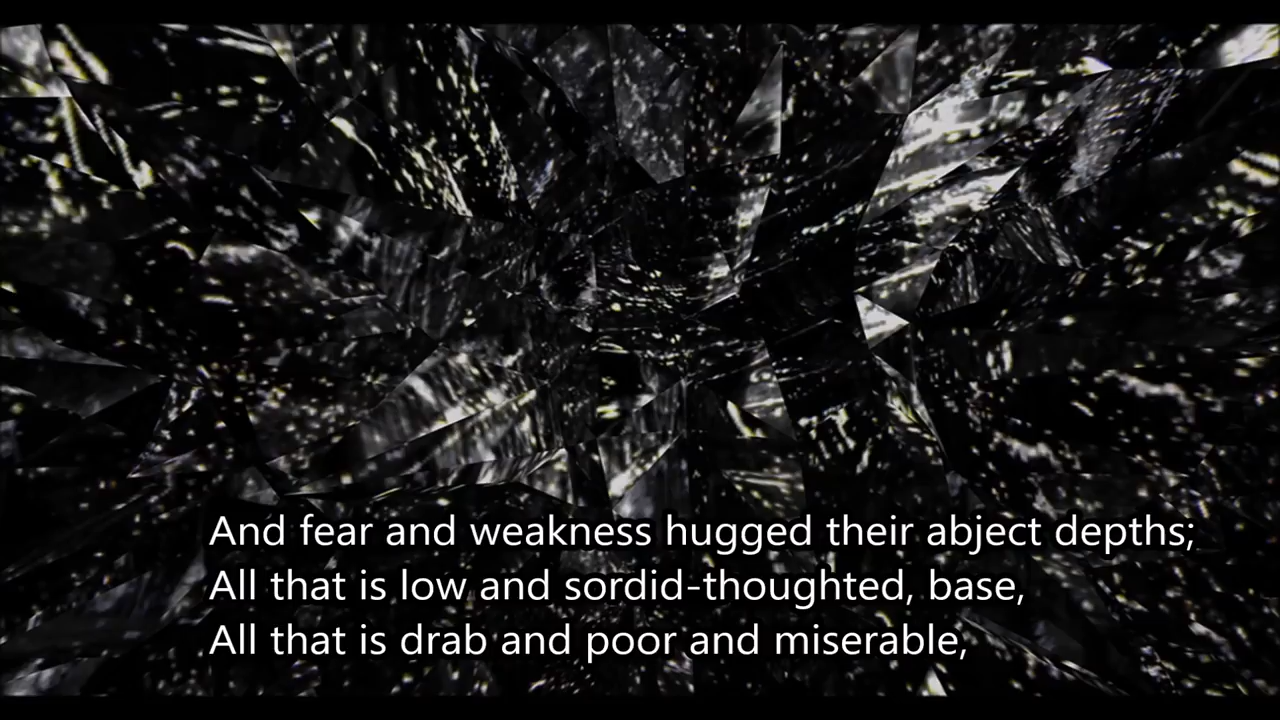 And fear and weakness hugged their abject depths;
All that is low and sordid-thoughted, base,
All that is drab and poor and miserable,